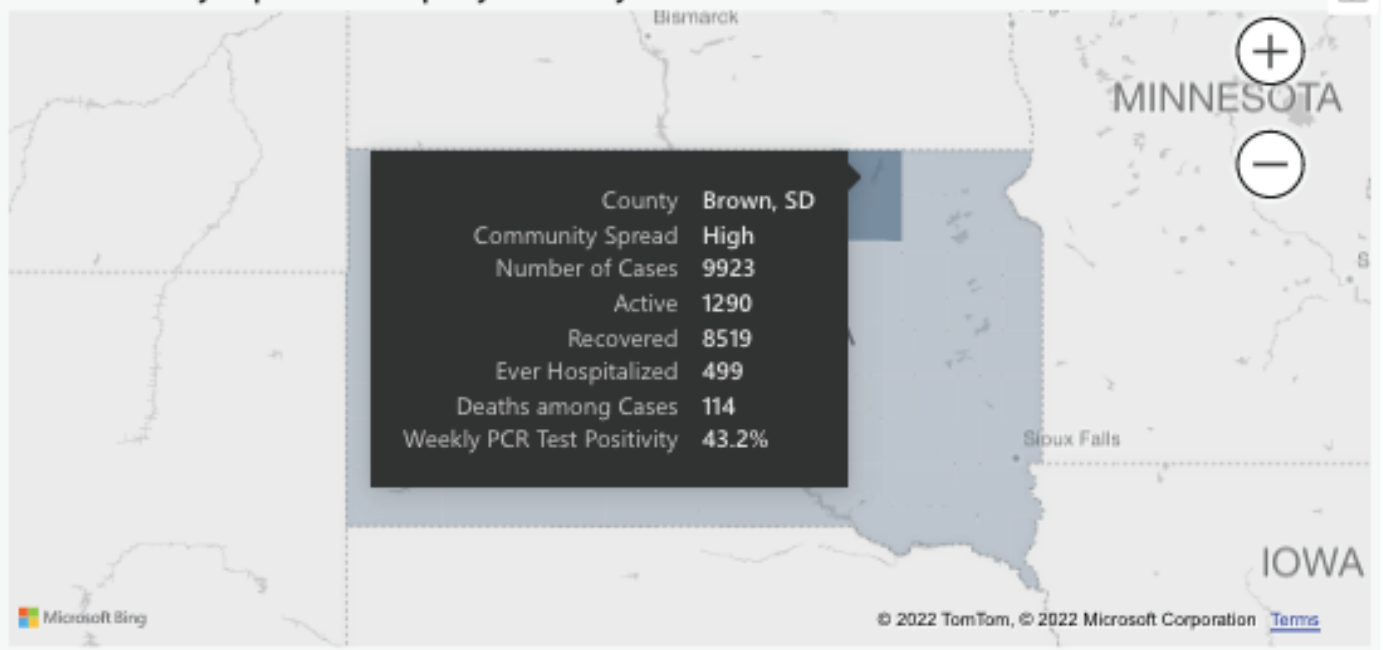 Bismarck
MINNESOTA
County Brown, SD
Community Spread High
Number of Cases 9923
Active 1290
Recovered 8519
Ever Hospitalized 499
Deaths among Cases 114
Weekly PCR Test Positivity 43.2%
Sioux Falls
IOWA
Microsoft Bing
© 2022 TomTom, © 2022 Microsoft Corporation Terms